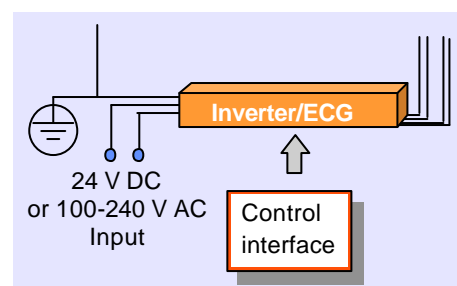 Inverter/ECG
24 V DC
or 100-240 V AC
Input
Control
interface